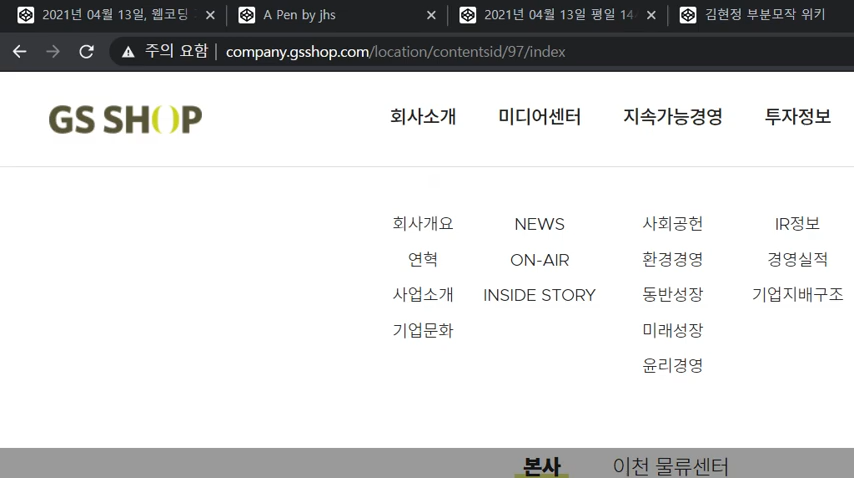 2021년 04월 13일, 웹코딩
A Pen by jhs
2021년 04월 13일 평일 14
김현정 부분모작 위키
주의 요함 | company.gsshop.com/location/contentsid/97/index
GS SHOP
회사소개 미디어센터 지속가능경영 투자정보
회사개요 NEWS 사회공헌 IR정보
연혁 ON-AIR 환경경영 경영실적
사업소개 INSIDE STORY 동반성장 기업지배구조
기업문화 미래성장
윤리경영
본사 이천 물류센터